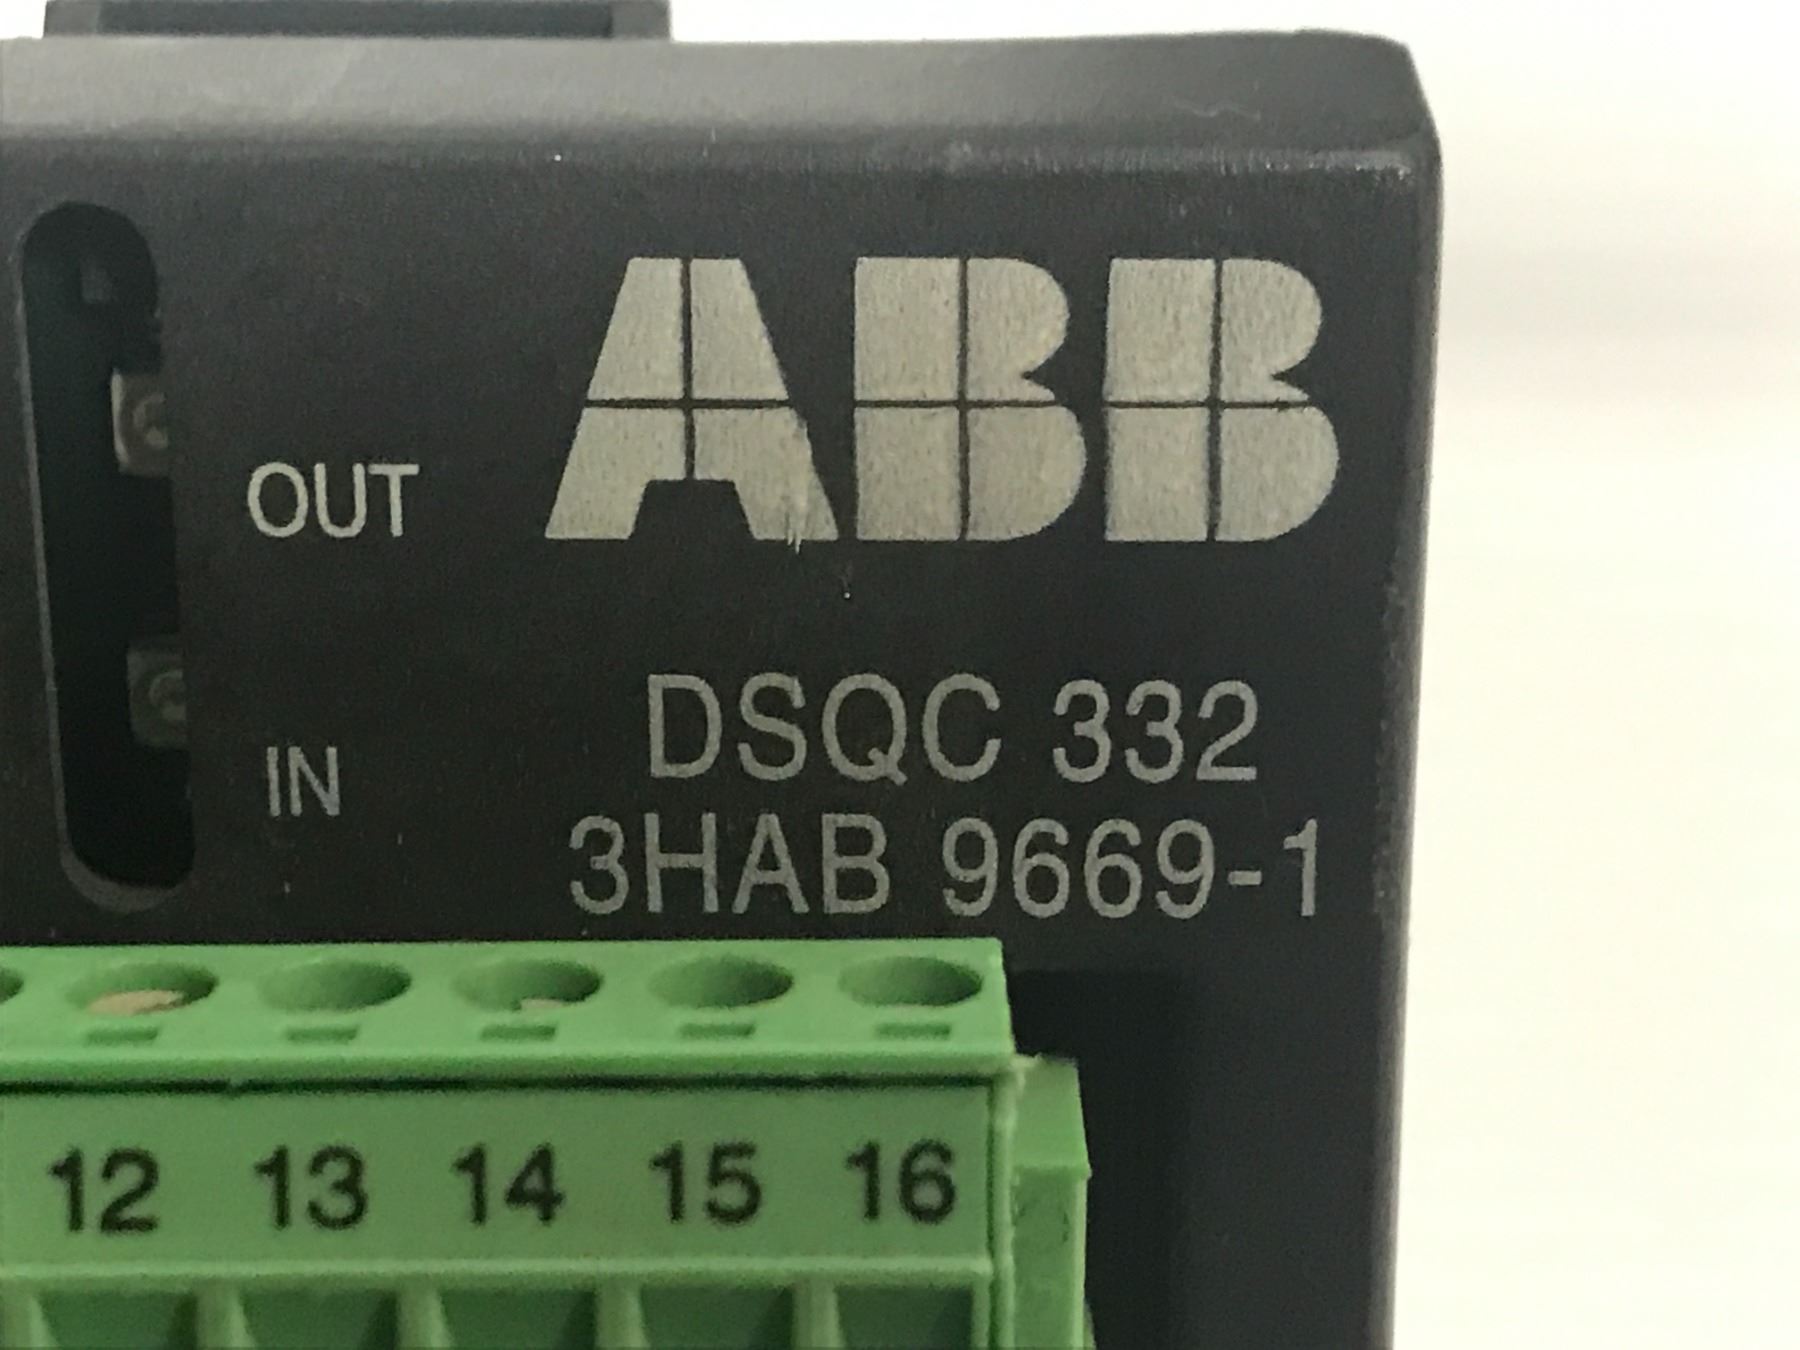 ABB
OUT
DSQC 332
IN
3HAB 9669-1
12 13 14 15 16